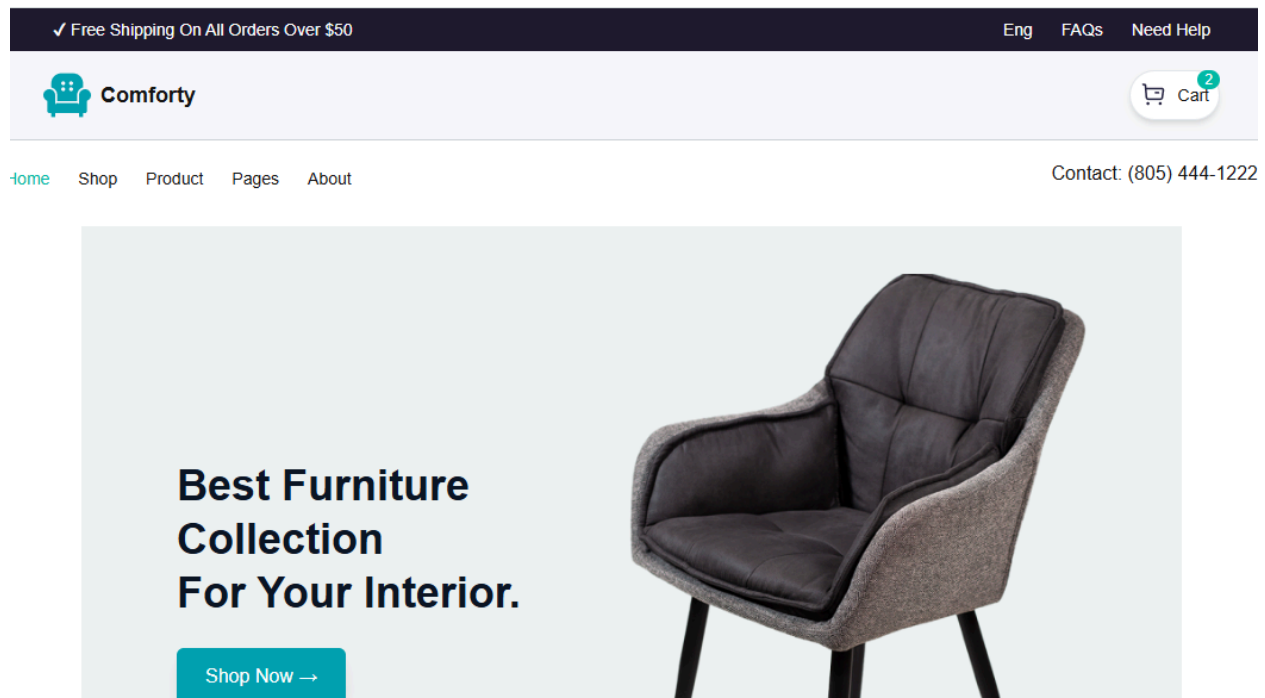 ✓ Free Shipping On All Orders Over $50
Eng FAQs Need Help
Comforty
2
Cart
Home Shop Product Pages About
Contact: (805) 444-1222
Best Furniture
Collection
For Your Interior.
Shop Now →